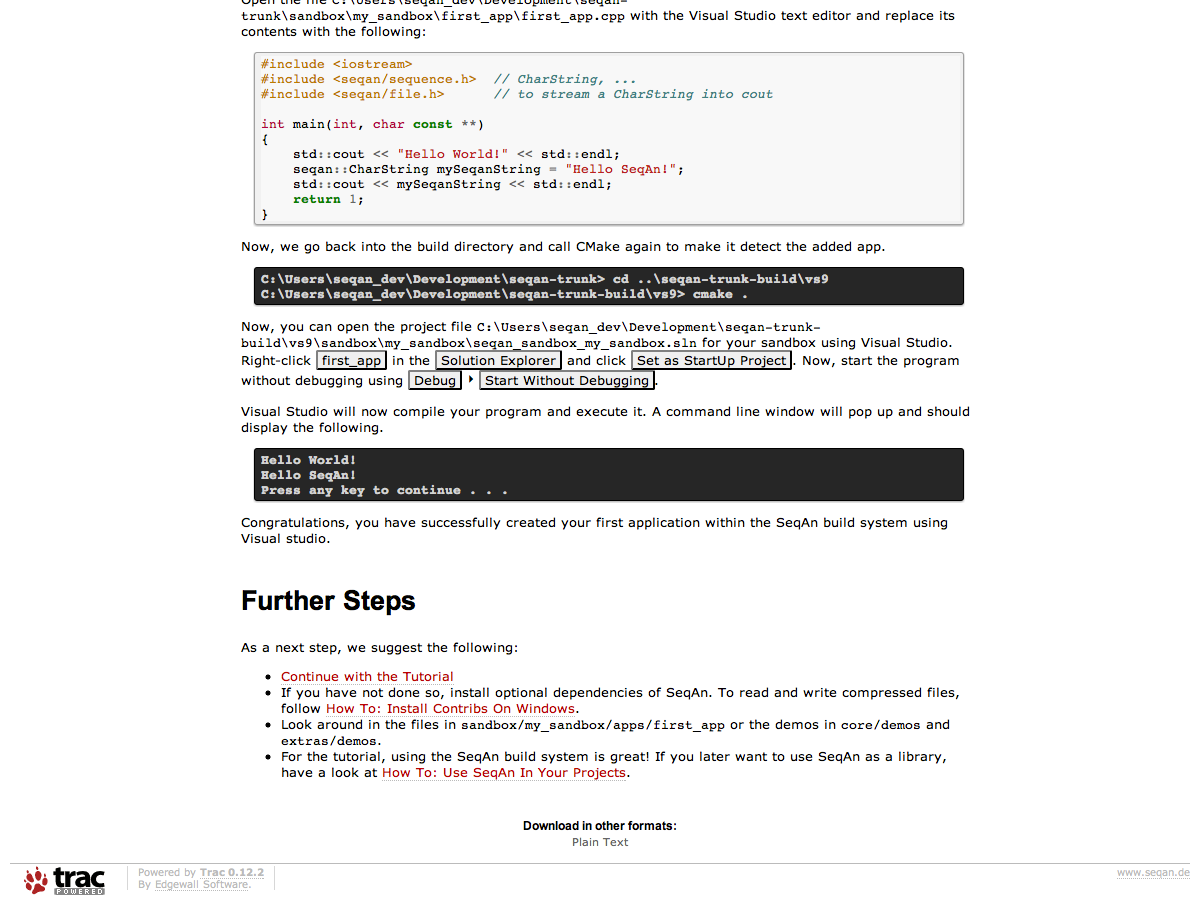 Open the file C:\Users\seqan_dev\Development\seqan-
trunk\sandbox\my_sandbox\first_app\first_app.cpp with the Visual Studio text editor and replace its
contents with the following:
#include <iostream>
#include <seqan/sequence.h>  // CharString, ...
#include <seqan/file.h>      // to stream a CharString into cout
int main(int, char const **)
{
    std::cout << "Hello World!" << std::endl;
    seqan::CharString mySeqanString = "Hello SeqAn!";
    std::cout << mySeqanString << std::endl;
    return 1;
}
Now, we go back into the build directory and call CMake again to make it detect the added app.
C:\Users\seqan_dev\Development\seqan-trunk> cd ..\seqan-trunk-build\vs9
C:\Users\seqan_dev\Development\seqan-trunk-build\vs9> cmake .
Now, you can open the project file C:\Users\seqan_dev\Development\seqan-trunk-
build\vs9\sandbox\my_sandbox\seqan_sandbox_my_sandbox.sln for your sandbox using Visual Studio.
Right-click first_app in the Solution Explorer and click Set as StartUp Project. Now, start the program
without debugging using Debug ‣ Start Without Debugging.
Visual Studio will now compile your program and execute it. A command line window will pop up and should
display the following.
Hello World!
Hello SeqAn!
Press any key to continue . . .
Congratulations, you have successfully created your first application within the SeqAn build system using
Visual studio.
Further Steps
As a next step, we suggest the following:
• Continue with the Tutorial
• If you have not done so, install optional dependencies of SeqAn. To read and write compressed files,
follow How To: Install Contribs On Windows.
• Look around in the files in sandbox/my_sandbox/apps/first_app or the demos in core/demos and
extras/demos.
• For the tutorial, using the SeqAn build system is great! If you later want to use SeqAn as a library,
have a look at How To: Use SeqAn In Your Projects.
Download in other formats:
Plain Text
trac
POWERED
Powered by Trac 0.12.2
By Edgewall Software.
www.seqan.de